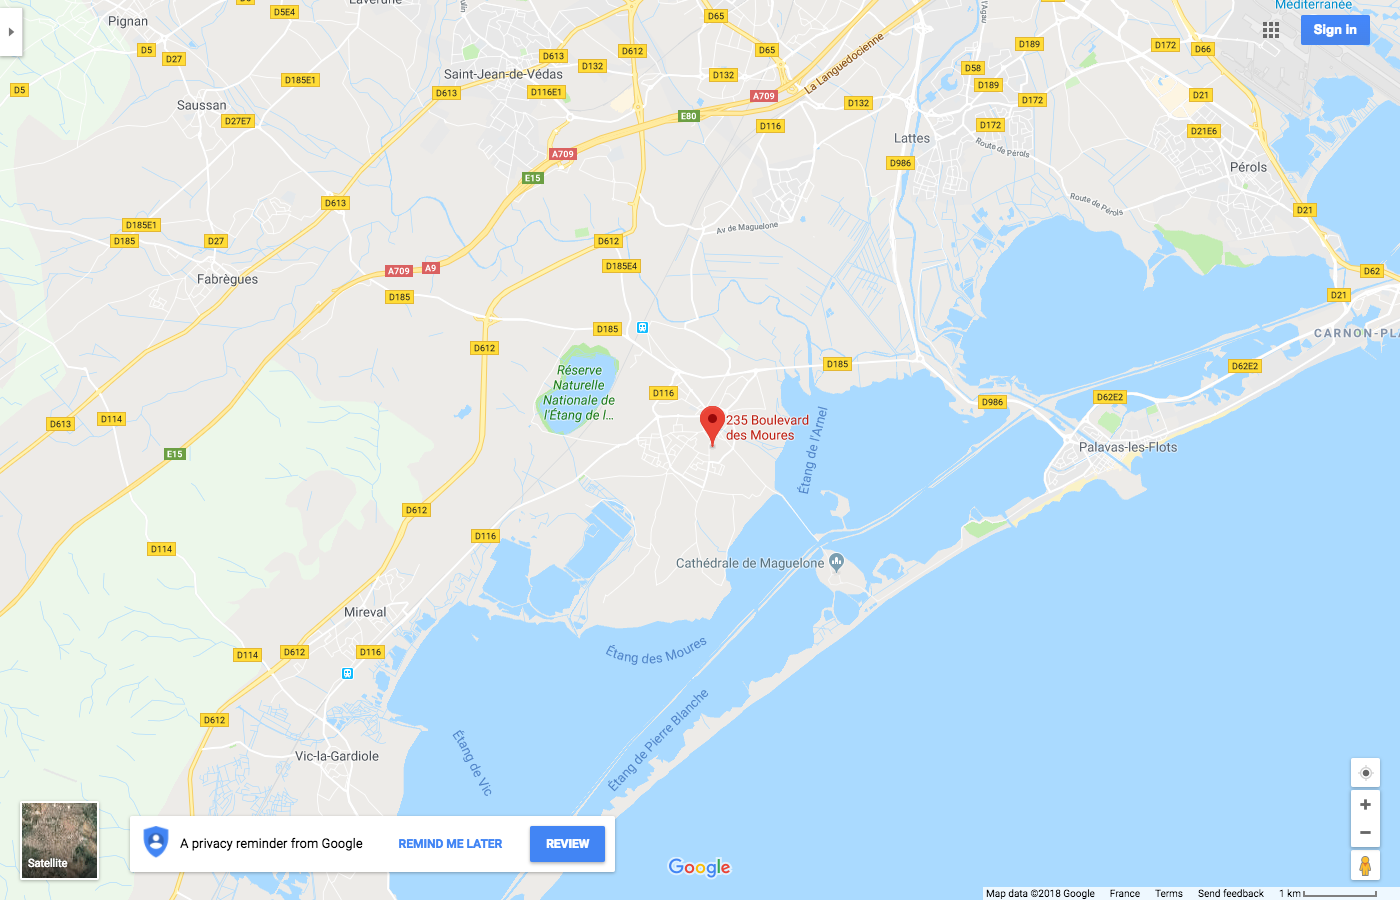 Méditerranée
Pignan
D5E4
D65
Sign in
D5
D27
D613
D612
D65
D189
D172
D66
l'Agau
La Languedocienne
D5
D185E1
Saint-Jean-de-Védas
D132
D132
D58
D189
D613
D116E1
A709
D132
D172
D21
Saussan
D27E7
E80
D116
Lattes
D172
D21E6
A709
D986
Route de Pérols
Pérols
E15
D613
Route de Pérols
D21
D185E1
D185
D27
D612
Av de Maguelone
Fabrègues
A709
A9
D185E4
D62
D185
D21
D185
D612
CARNON-PLA
Réserve
Naturelle
Nationale de
l'Étang de l...
D185
D62E2
D116
D62E2
D986
D613
D114
235 Boulevard
des Moures
Étang de l'Arnel
Palavas-les-Flots
E15
D612
D116
D114
Cathédrale de Maguelone
Mireval
D114
D612
D116
Étang des Moures
D612
Étang de Pierre Blanche
Vic-la-Gardiole
Étang de Vic
Satellite
A privacy reminder from Google
REMIND ME LATER
REVIEW
Google
Map data ©2018 Google
France
Terms
Send feedback
1 km